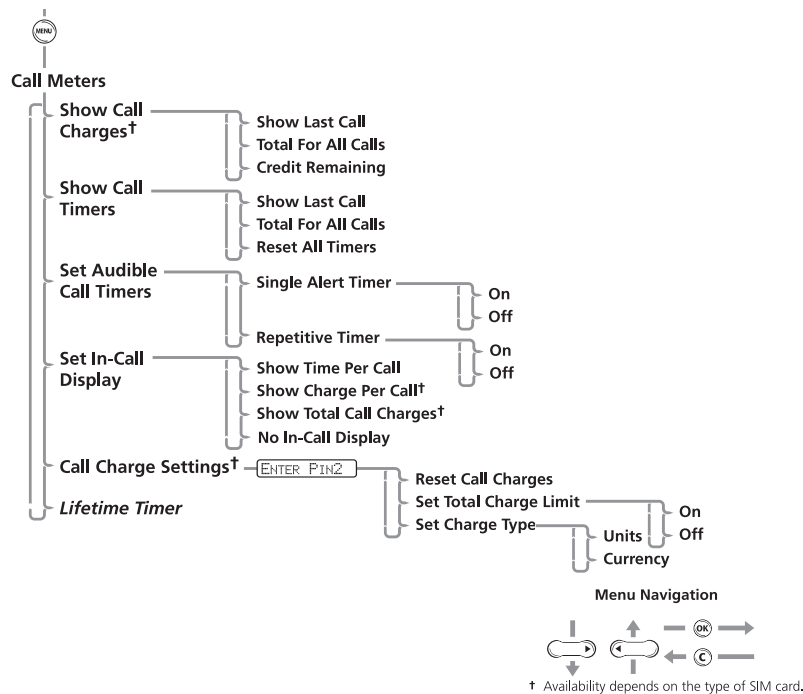 MENU
Call Meters
Show Call
Charges†
Show Last Call
Total For All Calls
Credit Remaining
Show Call
Timers
Show Last Call
Total For All Calls
Reset All Timers
Set Audible
Call Timers
Single Alert Timer
On
Off
Repetitive Timer
On
Off
Set In-Call
Display
Show Time Per Call
Show Charge Per Call†
Show Total Call Charges†
No In-Call Display
Call Charge Settings†
ENTER PIN2
Reset Call Charges
Set Total Charge Limit
On
Off
Set Charge Type
Units
Currency
Lifetime Timer
Menu Navigation
OK
C
† Availability depends on the type of SIM card.